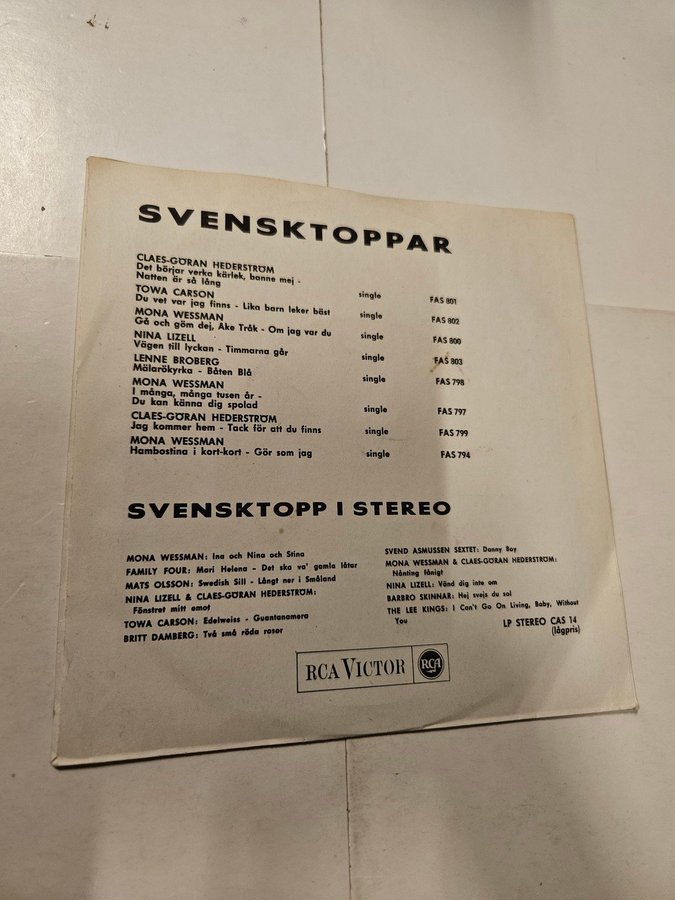 SVENSKTOPPAR
CLAES-GÖRAN HEDERSTRÖM
Det börjar verka kärlek, banne mej -
Natten är så lång single FAS 801
TOWA CARSON
Du vet var jag finns - Lika barn leker bäst single FAS 802
MONA WESSMAN
Gå och göm dej, Åke Tråk - Om jag var du single FAS 800
NINA LIZELL
Vägen till lyckan - Timmarna går single FAS 803
LENNE BROBERG
Mälarökyrka - Båten Blå single FAS 798
MONA WESSMAN
I många, många tusen år -
Du kan känna dig spolad single FAS 797
CLAES-GÖRAN HEDERSTRÖM
Jag kommer hem - Tack för att du finns single FAS 799
MONA WESSMAN
Hambostina i kort-kort - Gör som jag single FAS 794
SVENSKTOPP I STEREO
MONA WESSMAN: Ina och Nina och Stina
FAMILY FOUR: Mari Helena - Det ska va' gamla låtar
MATS OLSSON: Swedish Sill - Långt ner i Småland
NINA LIZELL & CLAES-GÖRAN HEDERSTRÖM:
Fönstret mitt emot
TOWA CARSON: Edelweiss - Guantanamera
BRITT DAMBERG: Två små röda rosor
SVEND ASMUSSEN SEXTET: Danny Boy
MONA WESSMAN & CLAES-GÖRAN HEDERSTRÖM:
Nånting fånigt
NINA LIZELL: Vänd dig inte om
BARBRO SKINNAR: Hej svejs du sol
THE LEE KINGS: I Can't Go On Living, Baby, Without
You
LP STEREO CAS 14
(lågpris)
RCA VICTOR RCA